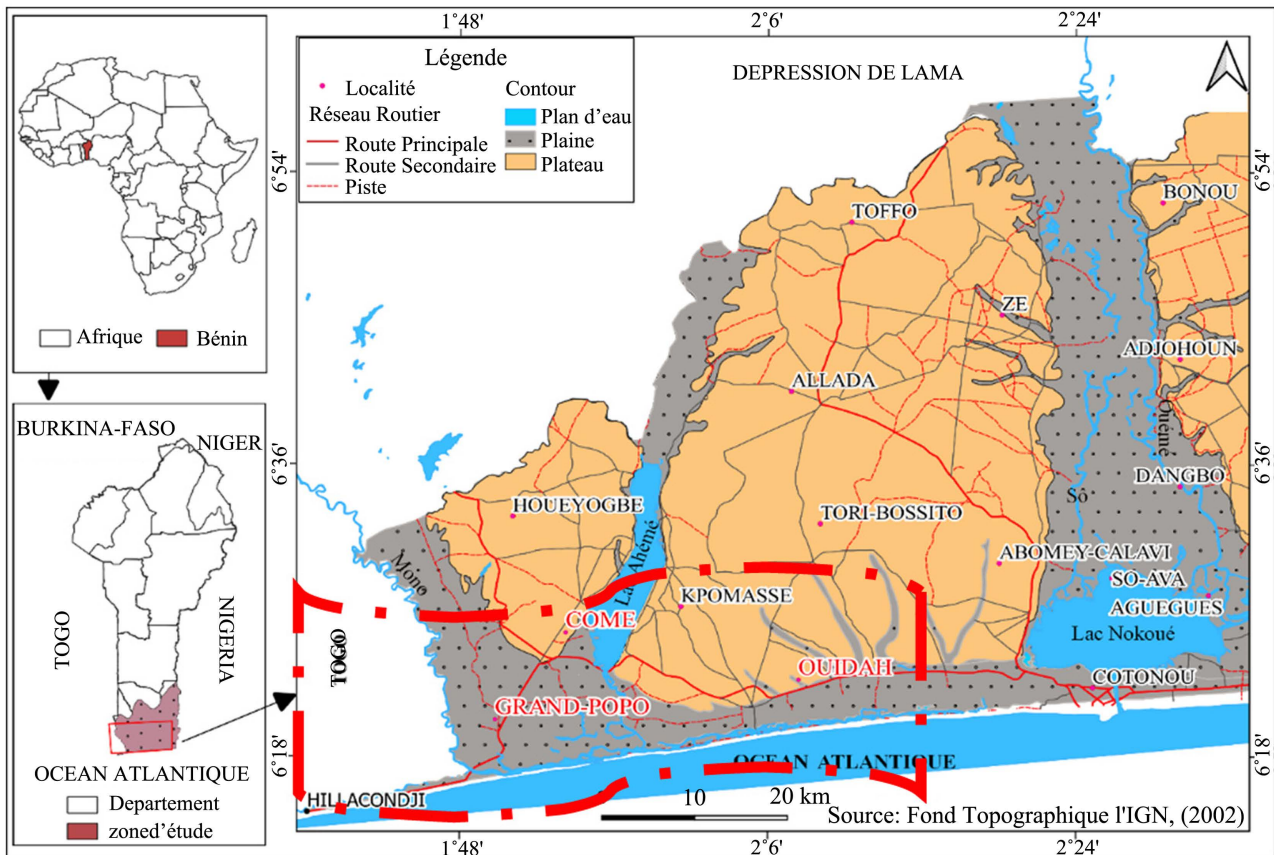 1°48'
2°6'
2°24'
Légende
Localité
Réseau Routier
Route Principale
Route Secondaire
Piste
Contour
Plan d'eau
Plaine
Plateau
DEPRESSION DE LAMA
6°54'
6°54'
BONOU
TOFFO
ZE
ADJOHOUN
ALLADA
Ouémé
6°36'
6°36'
DANGBO
Sô
HOUEYOGBE
TORI-BOSSITO
Lac Ahémé
Mono
ABOMEY-CALAVI
SO-AVA
AGUEGUES
KPOMASSE
COME
TOGO
Lac Nokoué
OUIDAH
COTONOU
GRAND-POPO
6°18'
6°18'
OCEAN ATLANTIQUE
HILLACONDJI
10
20 km
Source: Fond Topographique l'IGN, (2002)
1°48'
2°6'
2°24'
Afrique
Bénin
BURKINA-FASO
NIGER
TOGO
NIGERIA
OCEAN ATLANTIQUE
Departement
zoned'étude